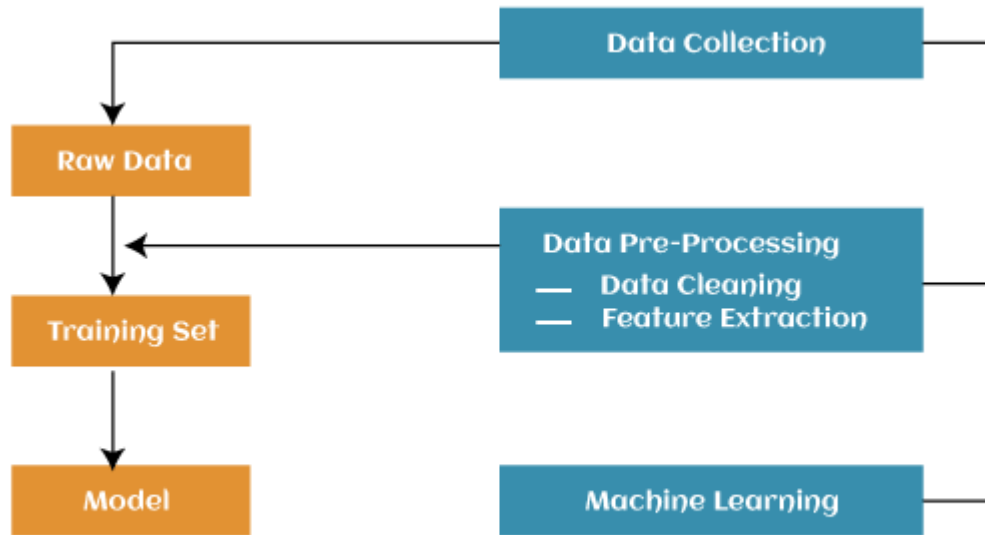 Data Collection
Raw Data
Data Pre-Processing
— Data Cleaning
— Feature Extraction
Training Set
Model
Machine Learning